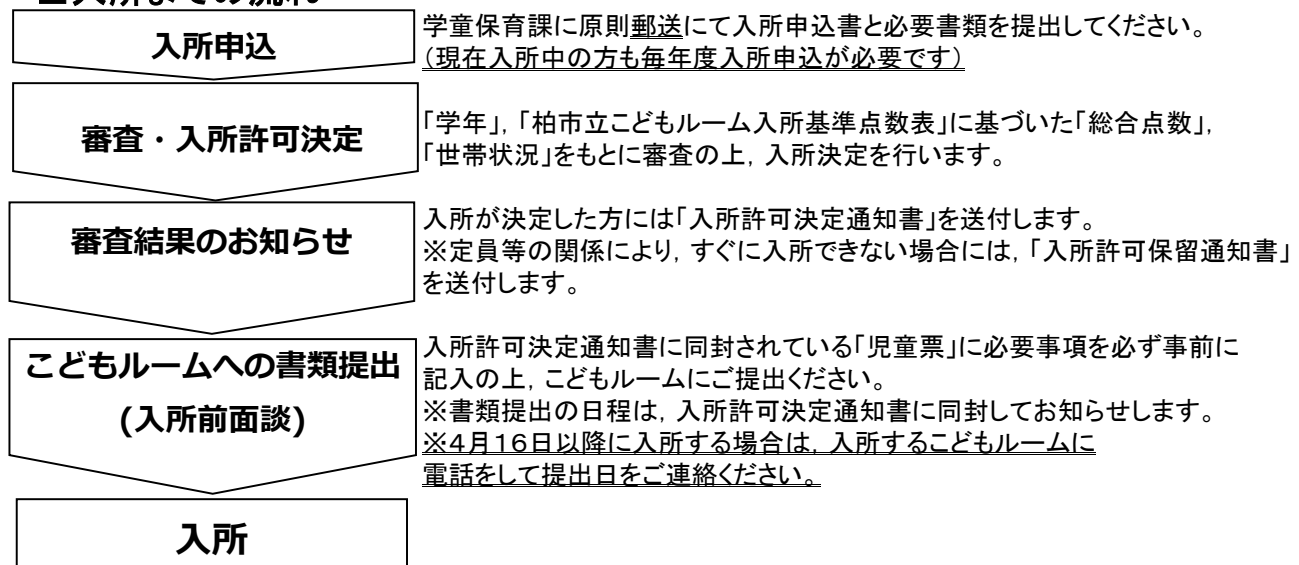 入所までの流れ
入所申込
学童保育課に原則郵送にて入所申込書と必要書類を提出してください。
(現在入所中の方も毎年度入所申込が必要です)
審査・入所許可決定
「学年」,「柏市立こどもルーム入所基準点数表」に基づいた「総合点数」,
「世帯状況」をもとに審査の上,入所決定を行います。
審査結果のお知らせ
入所が決定した方には「入所許可決定通知書」を送付します。
※定員等の関係により,すぐに入所できない場合には,「入所許可保留通知書」
を送付します。
こどもルームへの書類提出
(入所前面談)
入所許可決定通知書に同封されている「児童票」に必要事項を必ず事前に
記入の上,こどもルームにご提出ください。
※書類提出の日程は,入所許可決定通知書に同封してお知らせします。
※4月16日以降に入所する場合は,入所するこどもルームに
電話をして提出日をご連絡ください。
入所